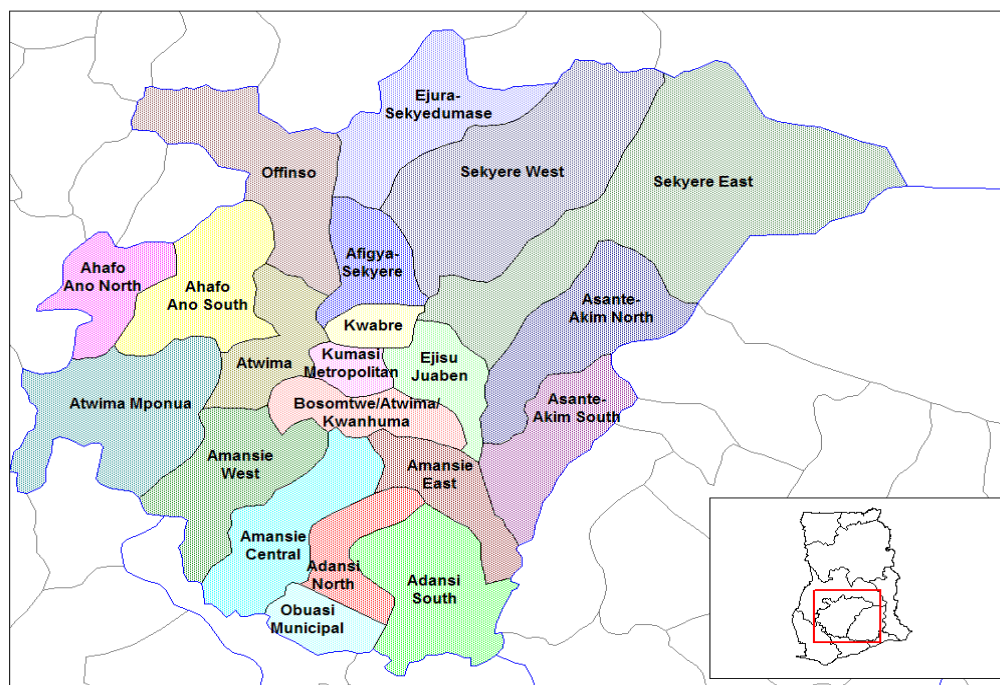 Ejura-
Sekyedumase
Offinso
Sekyere West
Sekyere East
Afigya-
Sekyere
Ahafo
Ano North
Ahafo
Ano South
Asante-
Akim North
Kwabre
Atwima
Kumasi
Metropolitan
Ejisu
Juaben
Atwima Mponua
Bosomtwe/Atwima/
Kwanhuma
Asante-
Akim South
Amansie
West
Amansie
East
Amansie
Central
Adansi
North
Adansi
South
Obuasi
Municipal